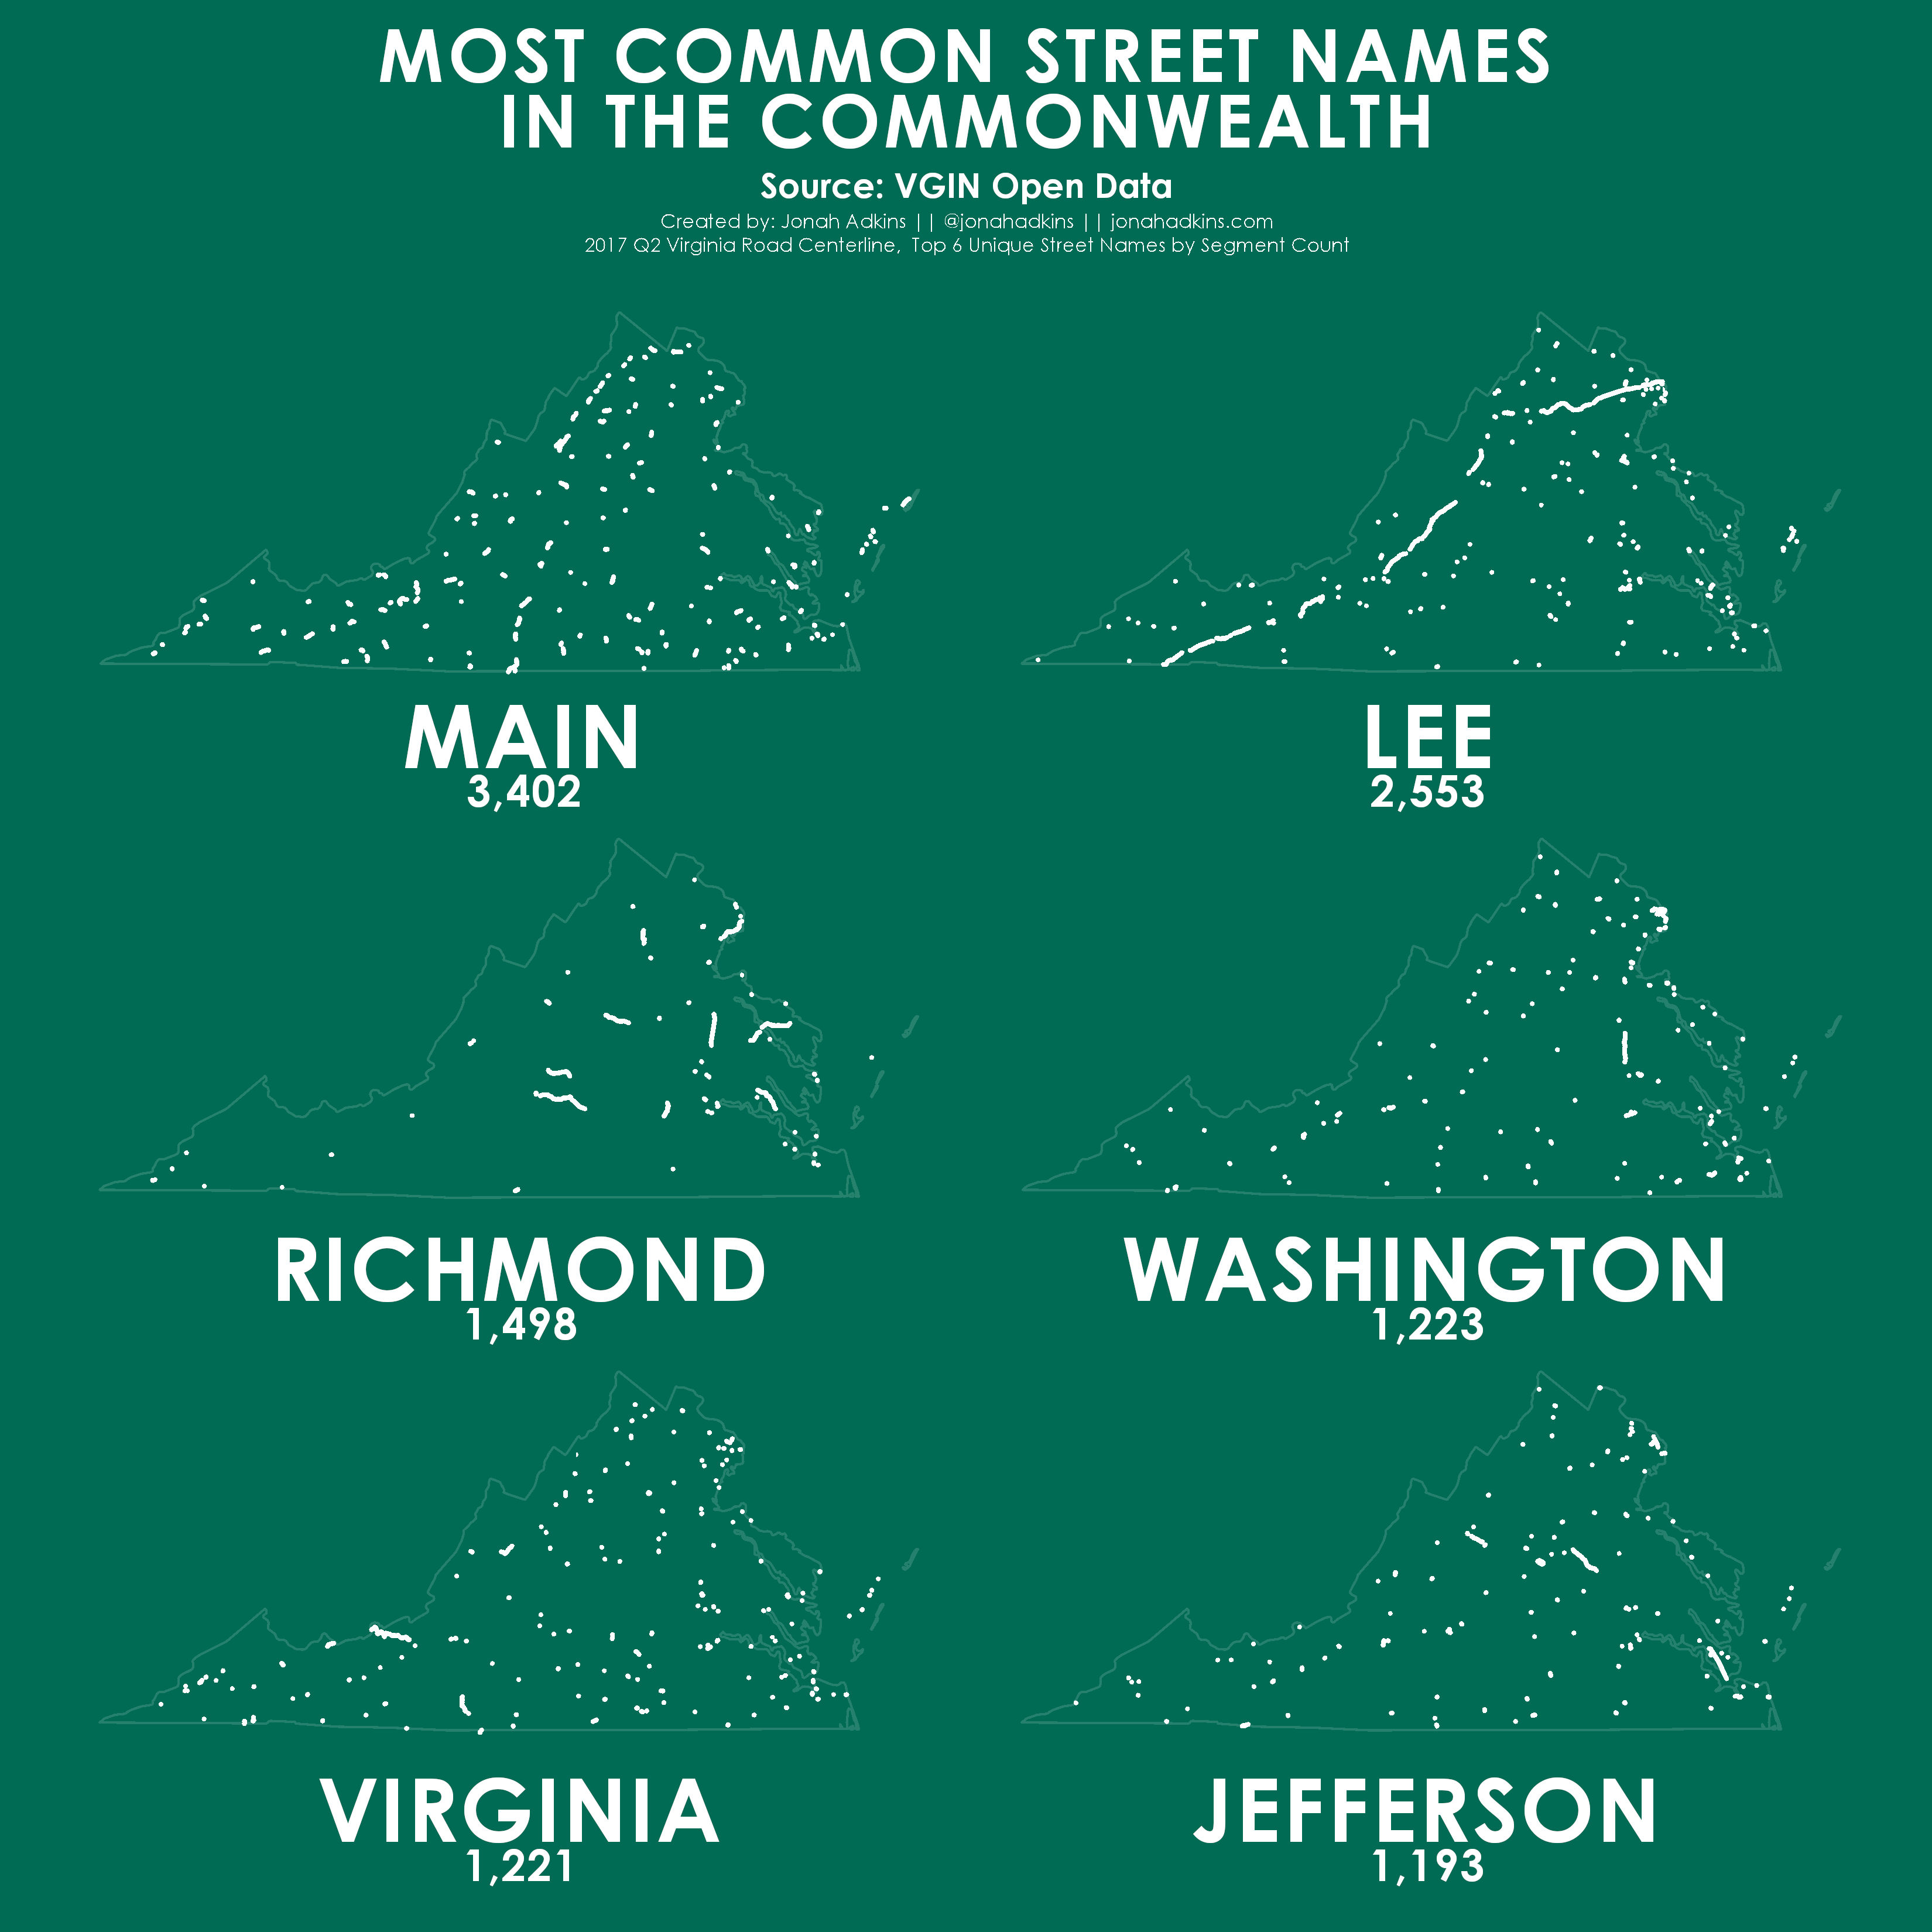 MOST COMMON STREET NAMES
IN THE COMMONWEALTH
Source: VGIN Open Data
Created by: Jonah Adkins || @jonahadkins || jonahadkins.com
2017 Q2 Virginia Road Centerline, Top 6 Unique Street Names by Segment Count
MAIN
3,402
LEE
2,553
RICHMOND
1,498
WASHINGTON
1,223
VIRGINIA
1,221
JEFFERSON
1,193